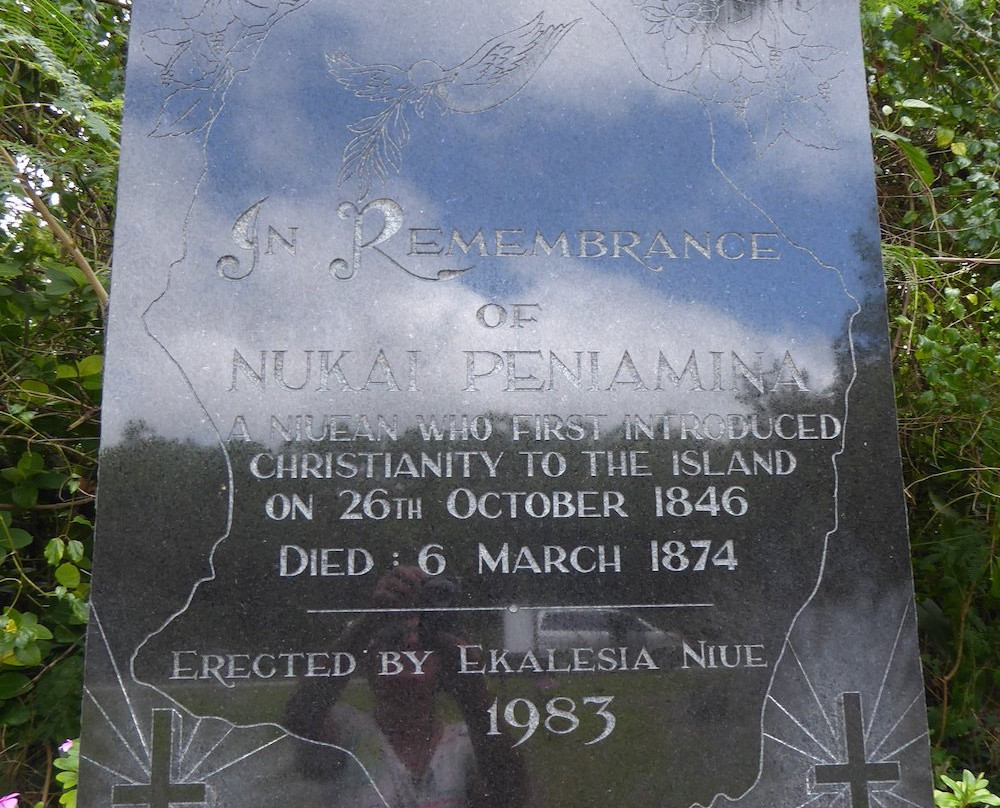 In Remembrance
OF
NUKAI PENIAMINA
A NIUEAN WHO FIRST INTRODUCED
CHRISTIANITY TO THE ISLAND
ON 26TH OCTOBER 1846
DIED : 6 MARCH 1874
ERECTED BY EKALESIA NIUE
1983